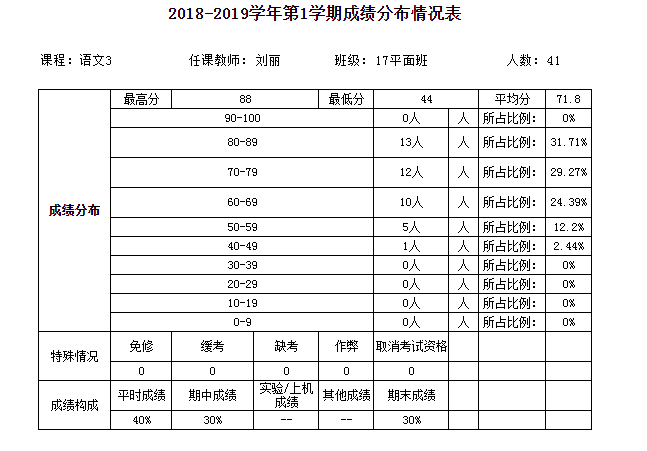 2018-2019学年第1学期成绩分布情况表
课程: 语文3 任课教师: 刘丽 班级: 17平面班 人数: 41
最高分 88 最低分 44 平均分 71.8
90-100 0人 人 所占比例: 0%
80-89 13人 人 所占比例: 31.71%
70-79 12人 人 所占比例: 29.27%
成绩分布 60-69 10人 人 所占比例: 24.39%
50-59 5人 人 所占比例: 12.2%
40-49 1人 人 所占比例: 2.44%
30-39 0人 人 所占比例: 0%
20-29 0人 人 所占比例: 0%
10-19 0人 人 所占比例: 0%
0-9 0人 人 所占比例: 0%
特殊情况 免修 缓考 缺考 作弊 取消考试资格
0 0 0 0 0
成绩构成 平时成绩 期中成绩 实验/上机成绩 其他成绩 期末成绩
40% 30% -- -- 30%